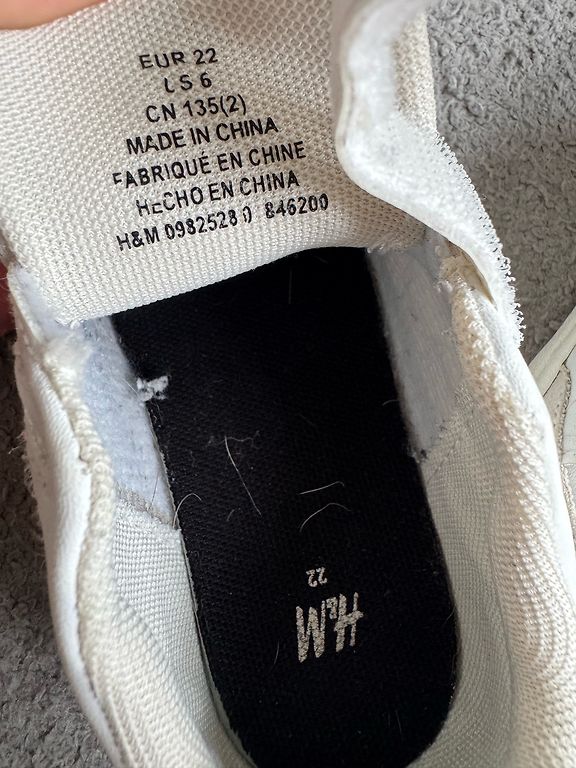 EUR 22
US 6
CN 135(2)
MADE IN CHINA
FABRIQUÉ EN CHINE
HECHO EN CHINA
H&M 0982528 0 846200
22
H&M